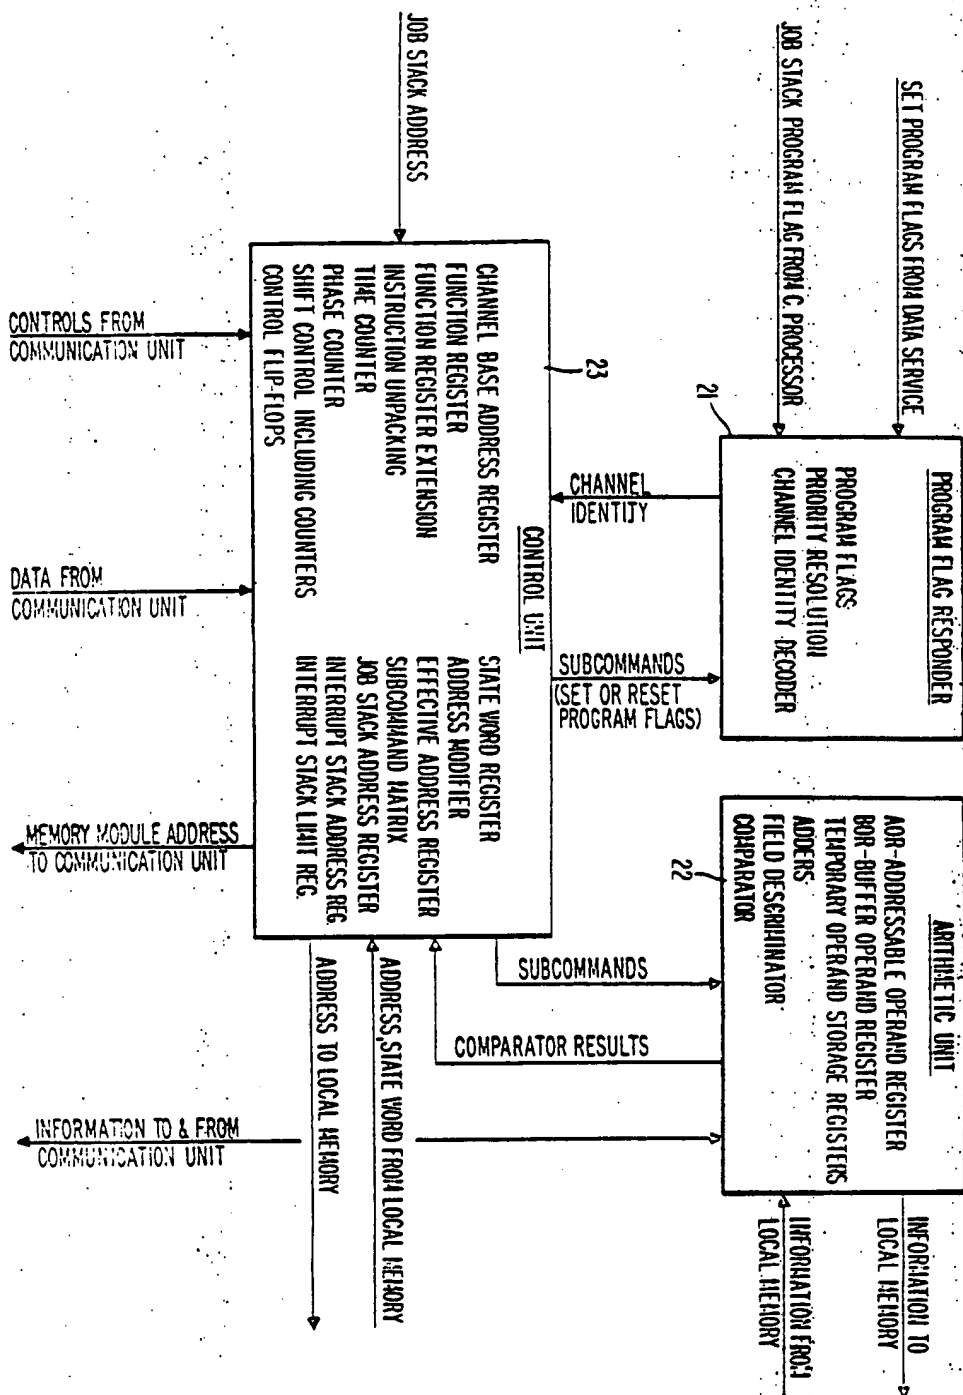 SET PROGRAM FLAGS FROM DATA SERVICE
JOB STACK PROGRAM FLAG FROM C. PROCESSOR
21
PROGRAM FLAG RESPONDER
PROGRAM FLAGS
PRIORITY RESOLUTION
CHANNEL IDENTITY DECODER
ARITHMETIC UNIT
AOR-ADDRESSABLE OPERAND REGISTER
BOR-BUFFER OPERAND REGISTER
TEMPORARY OPERAND STORAGE REGISTERS
ADDERS
FIELD DESCRIMINATOR
COMPARATOR
22
INFORMATION TO
LOCAL MEMORY
INFORMATION FROM
LOCAL MEMORY
CHANNEL
IDENTITY
SUBCOMMANDS
(SET OR RESET
PROGRAM FLAGS)
SUBCOMMANDS
COMPARATOR RESULTS
JOB STACK ADDRESS
23
CONTROL UNIT
CHANNEL BASE ADDRESS REGISTER
FUNCTION REGISTER
FUNCTION REGISTER EXTENSION
INSTRUCTION UNPACKING
TIME COUNTER
PHASE COUNTER
SHIFT CONTROL INCLUDING COUNTERS
CONTROL FLIP-FLOPS
STATE WORD REGISTER
ADDRESS MODIFIER
EFFECTIVE ADDRESS REGISTER
SUBCOMMAND MATRIX
JOB STACK ADDRESS REGISTER
INTERRUPT STACK ADDRESS REG.
INTERRUPT STACK LIMIT REG.
ADDRESS, STATE WORD FROM LOCAL MEMORY
ADDRESS TO LOCAL MEMORY
CONTROLS FROM
COMMUNICATION UNIT
DATA FROM
COMMUNICATION UNIT
MEMORY MODULE ADDRESS
TO COMMUNICATION UNIT
INFORMATION TO & FROM
COMMUNICATION UNIT